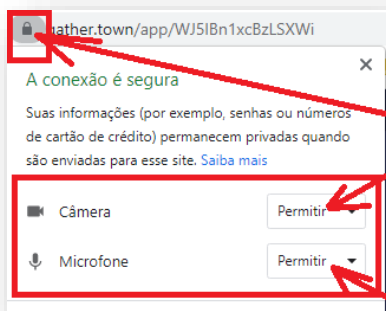 gather.town/app/WJ5IBn1xcBzLSXWi
A conexão é segura
Suas informações (por exemplo, senhas ou números
de cartão de crédito) permanecem privadas quando
são enviadas para esse site. Saiba mais
Câmera Permitir
Microfone Permitir